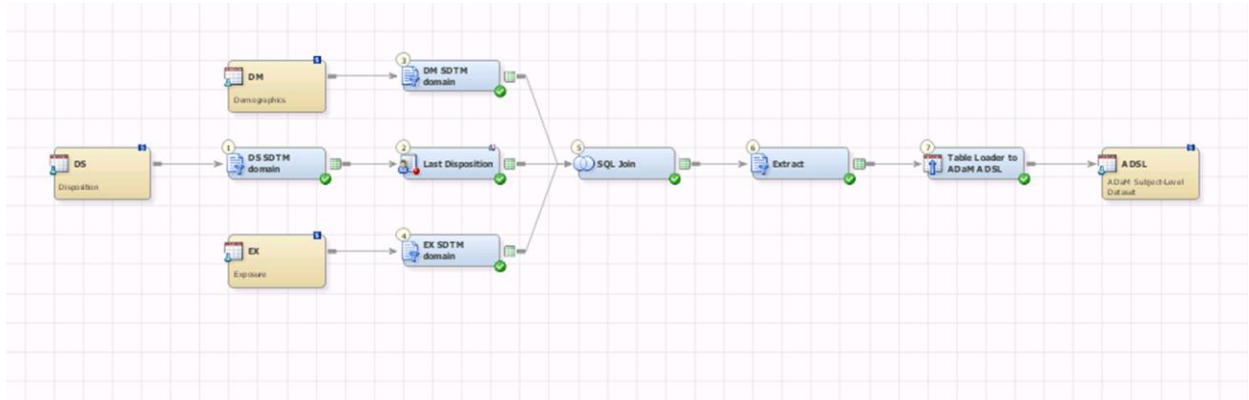 3
DM
Demographics
DM SDTM
domain
DS
Disposition
1
DS SDTM
domain
2
Last Disposition
5
SQL Join
6
Extract
7
Table Loader to
ADaM ADSL
ADSL
ADaM Subject-Level
Dataset
EX
Exposure
4
EX SDTM
domain